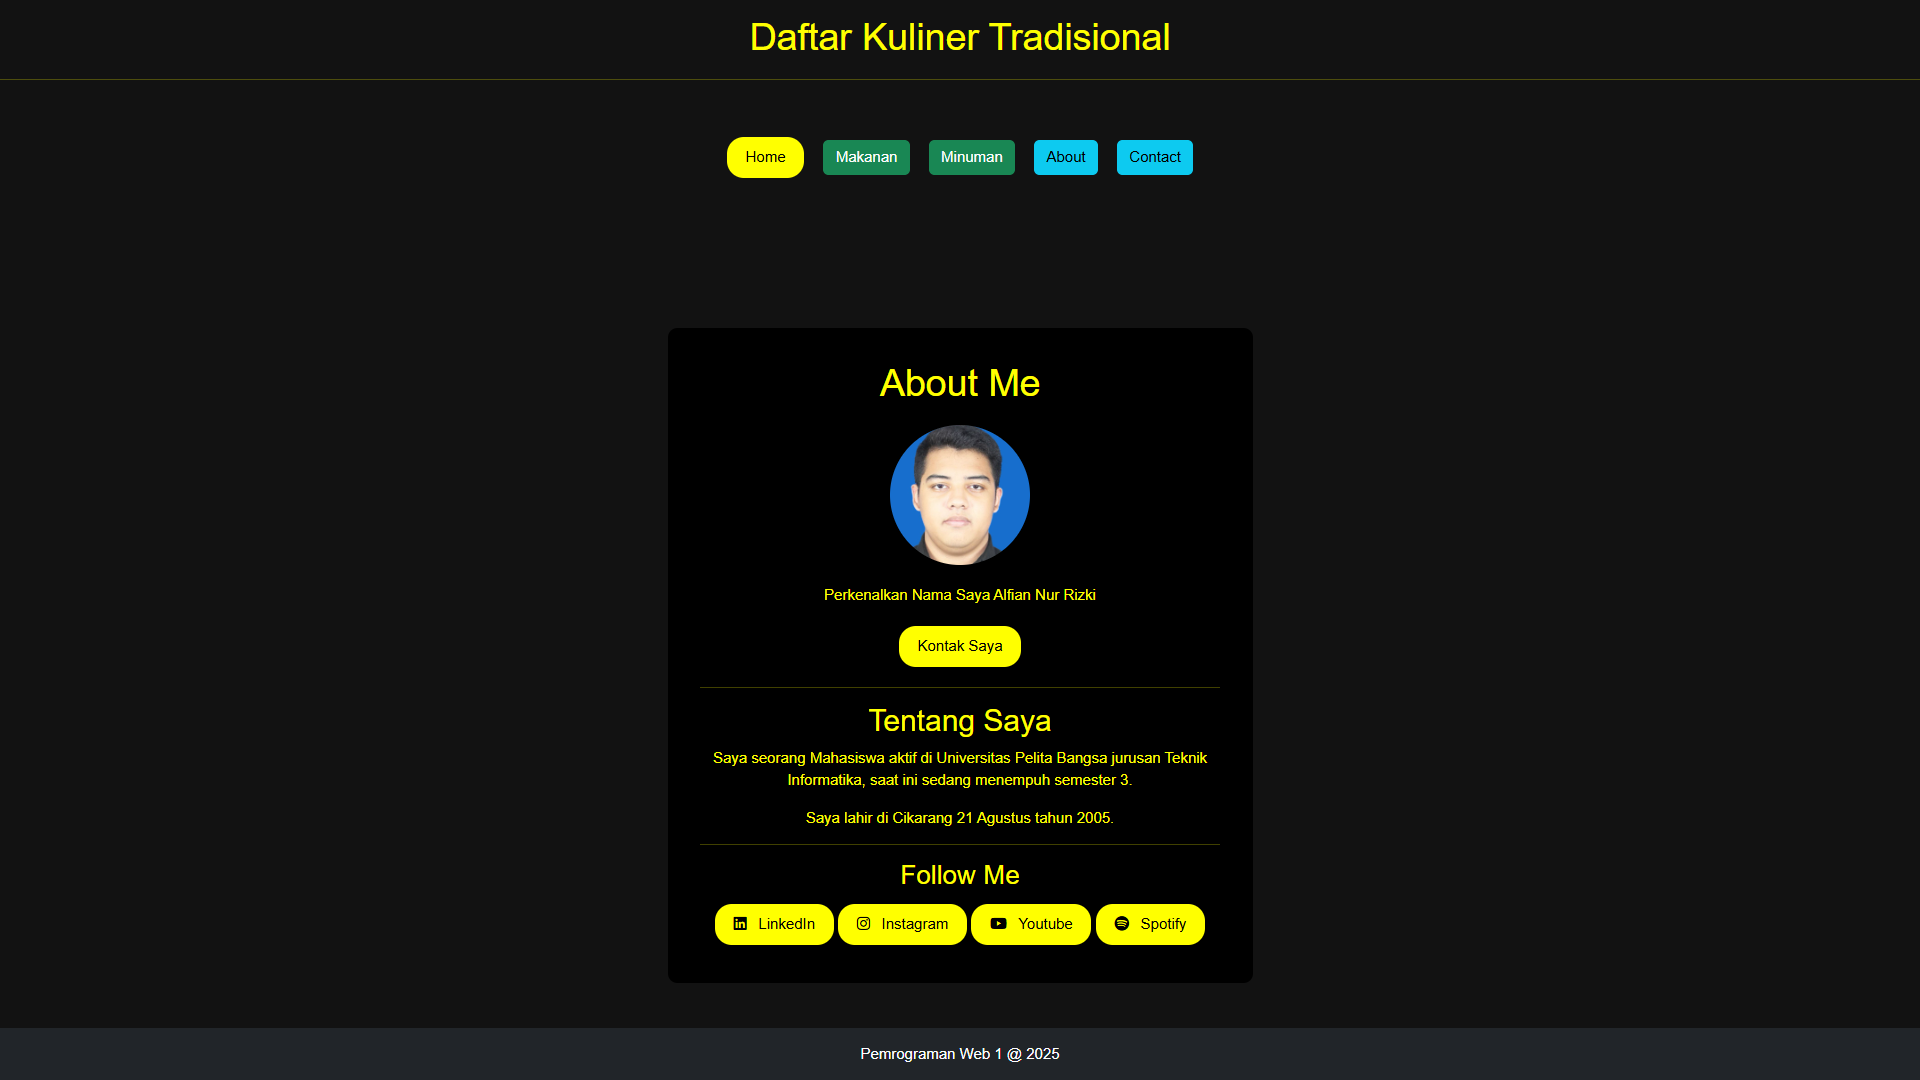 Daftar Kuliner Tradisional
Home Makanan Minuman About Contact
About Me
Perkenalkan Nama Saya Alfian Nur Rizki
Kontak Saya
Tentang Saya
Saya seorang Mahasiswa aktif di Universitas Pelita Bangsa jurusan Teknik
Informatika, saat ini sedang menempuh semester 3.
Saya lahir di Cikarang 21 Agustus tahun 2005.
Follow Me
LinkedIn Instagram Youtube Spotify
Pemrograman Web 1 @ 2025